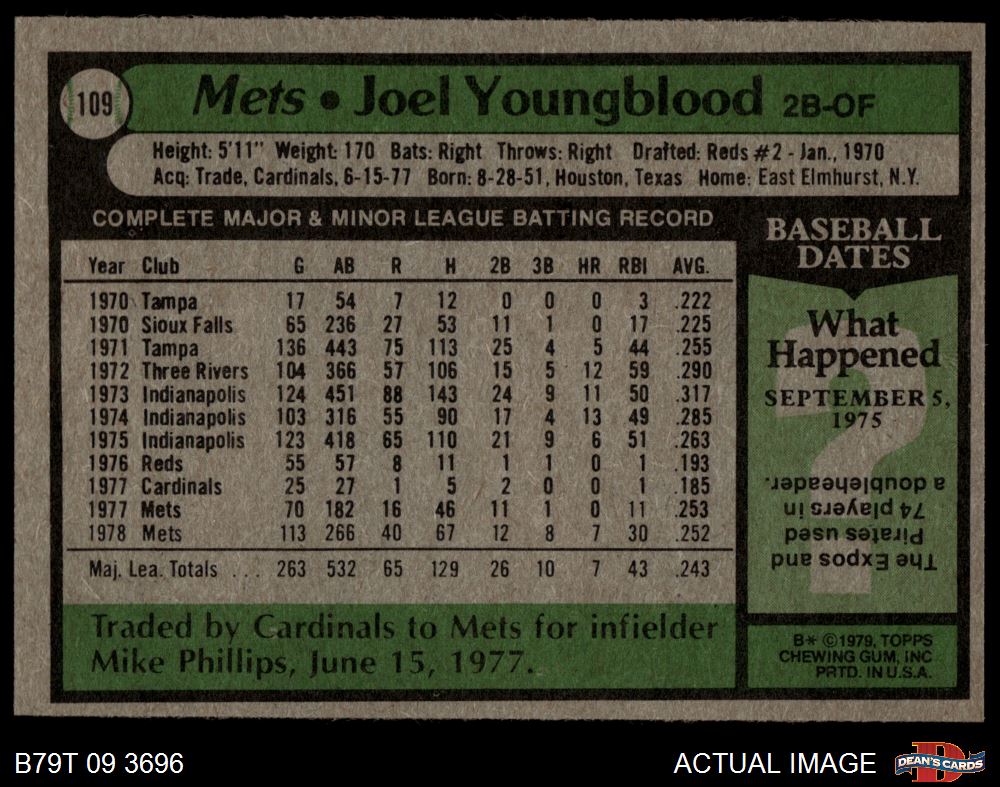 109
Mets • Joel Youngblood 2B-OF
Height: 5'11" Weight: 170 Bats: Right Throws: Right Drafted: Reds #2 - Jan., 1970
Acq: Trade, Cardinals, 6-15-77 Born: 8-28-51, Houston, Texas Home: East Elmhurst, N.Y.
COMPLETE MAJOR & MINOR LEAGUE BATTING RECORD
Year Club G AB R H 2B 3B HR RBI AVG.
1970 Tampa 17 54 7 12 0 0 0 3 .222
1970 Sioux Falls 65 236 27 53 11 1 0 17 .225
1971 Tampa 136 443 75 113 25 4 5 44 .255
1972 Three Rivers 104 366 57 106 15 5 12 59 .290
1973 Indianapolis 124 451 88 143 24 9 11 50 .317
1974 Indianapolis 103 316 55 90 17 4 13 49 .285
1975 Indianapolis 123 418 65 110 21 9 6 51 .263
1976 Reds 55 57 8 11 1 1 0 1 .193
1977 Cardinals 25 27 1 5 2 0 0 1 .185
1977 Mets 70 182 16 46 11 1 0 11 .253
1978 Mets 113 266 40 67 12 8 7 30 .252
Maj. Lea. Totals ... 263 532 65 129 26 10 7 43 .243
Traded by Cardinals to Mets for infielder
Mike Phillips, June 15, 1977.
BASEBALL
DATES
What
Happened
SEPTEMBER 5,
1975
?
The Expos and
Pirates used
74 players in
a doubleheader.
B* ©1979, TOPPS
CHEWING GUM, INC
PRTD. IN U.S.A.
B79T 09 3696
ACTUAL IMAGE
D
DEAN'S CARDS